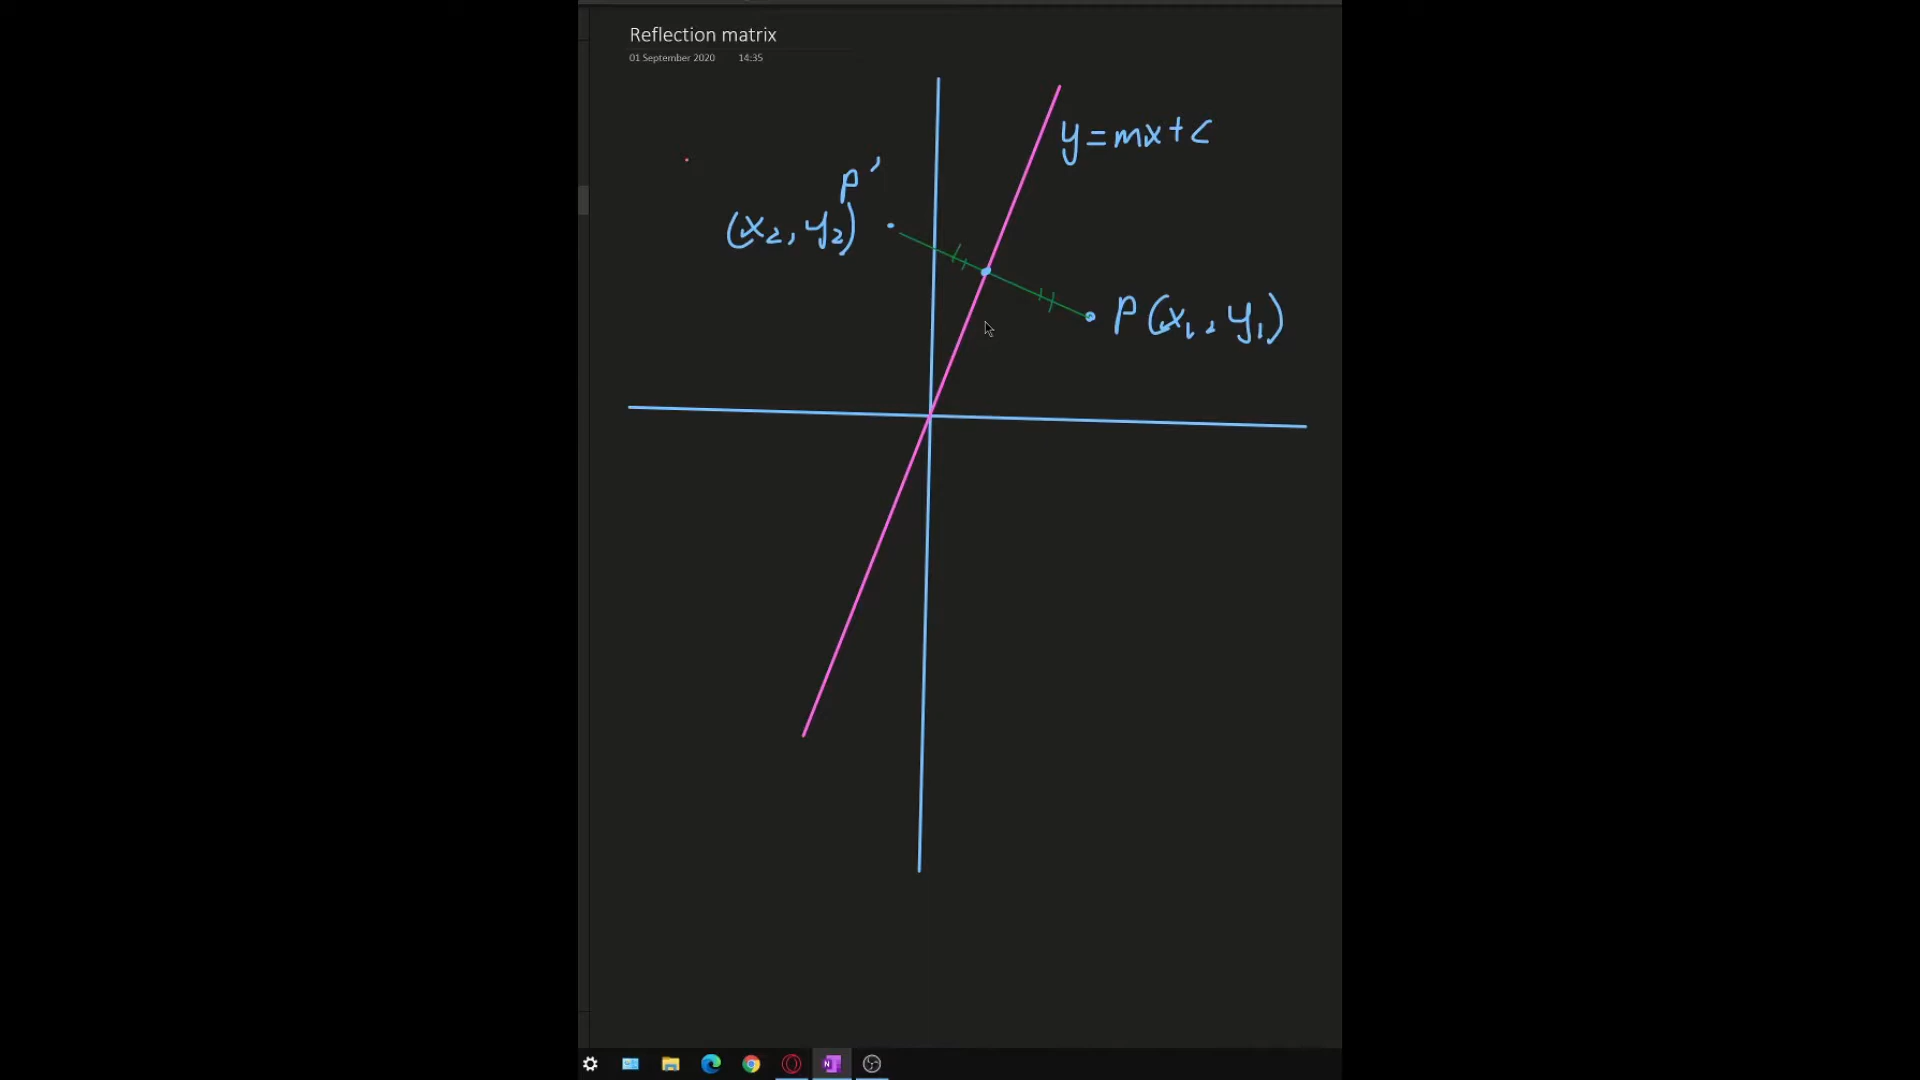 Reflection matrix
01 September 2020 14:35
y=mx+c
P'
(x₂, y₂)
P(x₁, y₁)